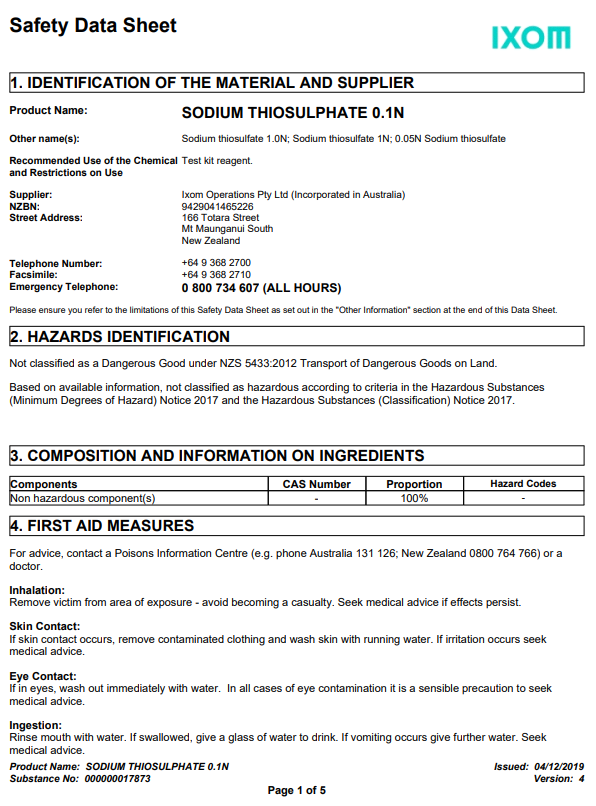 Safety Data Sheet
IXOM
1. IDENTIFICATION OF THE MATERIAL AND SUPPLIER
Product Name: SODIUM THIOSULPHATE 0.1N
Other name(s): Sodium thiosulfate 1.0N; Sodium thiosulfate 1N; 0.05N Sodium thiosulfate
Recommended Use of the Chemical Test kit reagent.
and Restrictions on Use
Supplier: Ixom Operations Pty Ltd (Incorporated in Australia)
NZBN: 9429041465226
Street Address: 166 Totara Street
Mt Maunganui South
New Zealand
Telephone Number: +64 9 368 2700
Facsimile: +64 9 368 2710
Emergency Telephone: 0 800 734 607 (ALL HOURS)
Please ensure you refer to the limitations of this Safety Data Sheet as set out in the "Other Information" section at the end of this Data Sheet.
2. HAZARDS IDENTIFICATION
Not classified as a Dangerous Good under NZS 5433:2012 Transport of Dangerous Goods on Land.
Based on available information, not classified as hazardous according to criteria in the Hazardous Substances
(Minimum Degrees of Hazard) Notice 2017 and the Hazardous Substances (Classification) Notice 2017.
3. COMPOSITION AND INFORMATION ON INGREDIENTS
Components CAS Number Proportion Hazard Codes
Non hazardous component(s) - 100% -
4. FIRST AID MEASURES
For advice, contact a Poisons Information Centre (e.g. phone Australia 131 126; New Zealand 0800 764 766) or a
doctor.
Inhalation:
Remove victim from area of exposure - avoid becoming a casualty. Seek medical advice if effects persist.
Skin Contact:
If skin contact occurs, remove contaminated clothing and wash skin with running water. If irritation occurs seek
medical advice.
Eye Contact:
If in eyes, wash out immediately with water. In all cases of eye contamination it is a sensible precaution to seek
medical advice.
Ingestion:
Rinse mouth with water. If swallowed, give a glass of water to drink. If vomiting occurs give further water. Seek
medical advice.
Product Name: SODIUM THIOSULPHATE 0.1N Issued: 04/12/2019
Substance No: 000000017873 Version: 4
Page 1 of 5